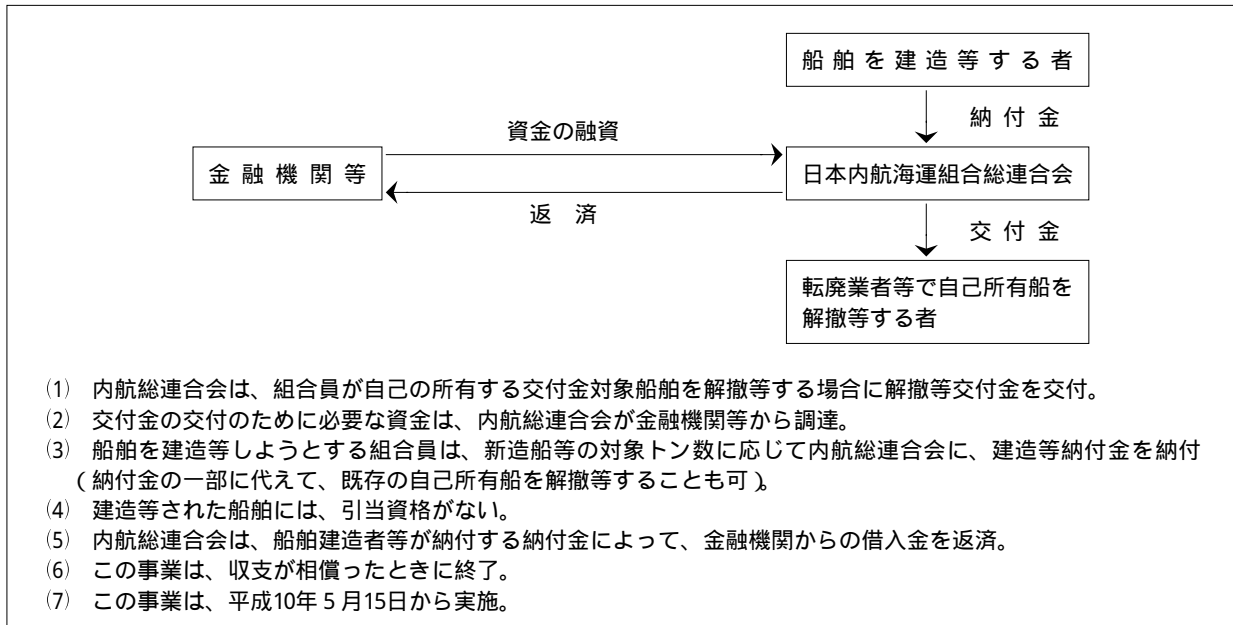 船舶を建造等する者
納付金
資金の融資
金融機関等
日本内航海運組合総連合会
返 済
交付金
転廃業者等で自己所有船を
解撤等する者
⑴ 内航総連合会は、組合員が自己の所有する交付金対象船舶を解撤等する場合に解撤等交付金を交付。
⑵ 交付金の交付のために必要な資金は、内航総連合会が金融機関等から調達。
⑶ 船舶を建造等しようとする組合員は、新造船等の対象トン数に応じて内航総連合会に、建造等納付金を納付
(納付金の一部に代えて、既存の自己所有船を解撤等することも可)。
⑷ 建造等された船舶には、引当資格がない。
⑸ 内航総連合会は、船舶建造者等が納付する納付金によって、金融機関からの借入金を返済。
⑹ この事業は、収支が相償ったときに終了。
⑺ この事業は、平成10年5月15日から実施。